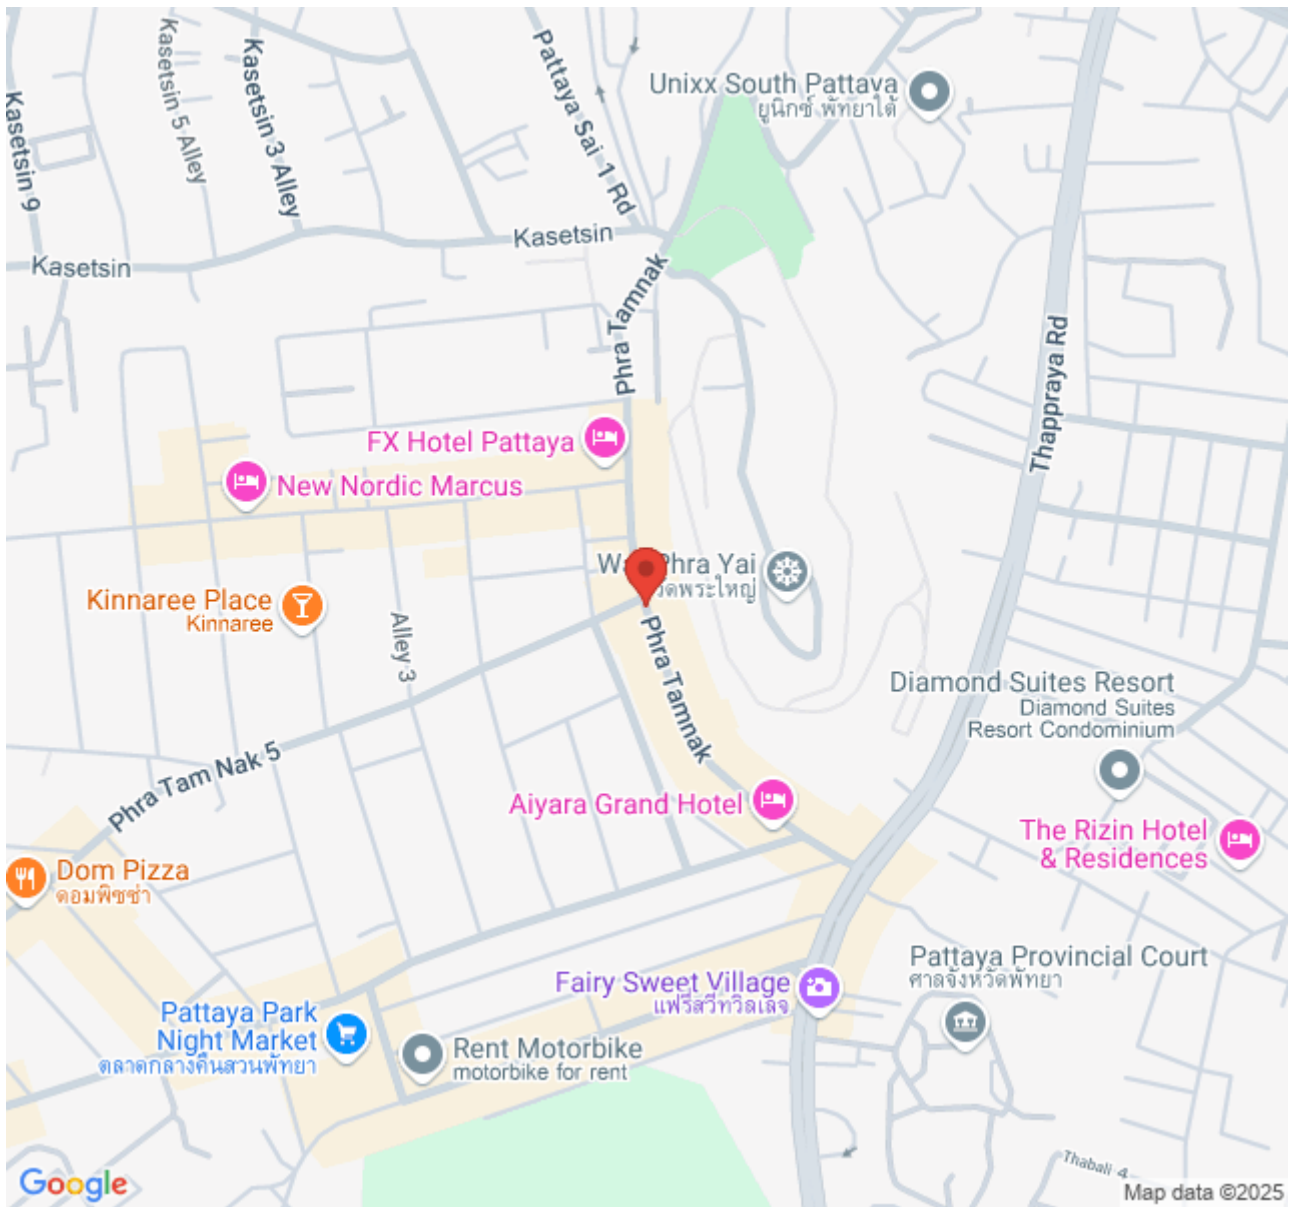 Kasetsin 9
Kasetsin 5 Alley
Kasetsin 3 Alley
Pattaya Sai 1 Rd
Unixx South Pattaya
ยูนิกซ์ พัทยาใต้
Kasetsin
Kasetsin
Phra Tamnak
Thappraya Rd
FX Hotel Pattaya
New Nordic Marcus
Phra Yai
วัดพระใหญ่
Kinnaree Place
Kinnaree
Alley 3
Phra Tamnak
Diamond Suites Resort
Diamond Suites
Resort Condominium
Phra Tam Nak 5
Aiyara Grand Hotel
The Rizin Hotel
& Residences
Dom Pizza
ดอมพิซซ่า
Pattaya Provincial Court
ศาลจังหวัดพัทยา
Fairy Sweet Village
แฟรี่สวีทวิลเลจ
Pattaya Park
Night Market
ตลาดกลางคืนสวนพัทยา
Rent Motorbike
motorbike for rent
Thabali 4
Google
Map data ©2025